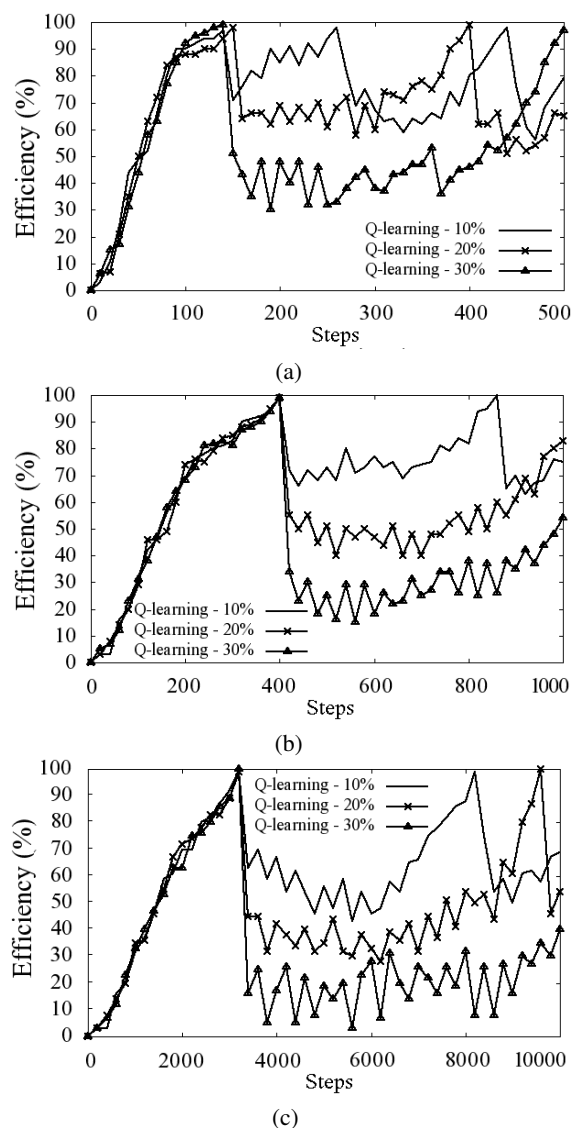 100
90
80
70
60
50
40
30
20
10
0
Efficiency (%)
Q-learning - 10%
Q-learning - 20%
Q-learning - 30%
0 100 200 300 400 500
Steps
(a)
100
90
80
70
60
50
40
30
20
10
0
Efficiency (%)
Q-learning - 10%
Q-learning - 20%
Q-learning - 30%
0 200 400 600 800 1000
Steps
(b)
100
90
80
70
60
50
40
30
20
10
0
Efficiency (%)
Q-learning - 10%
Q-learning - 20%
Q-learning - 30%
0 2000 4000 6000 8000 10000
Steps
(c)